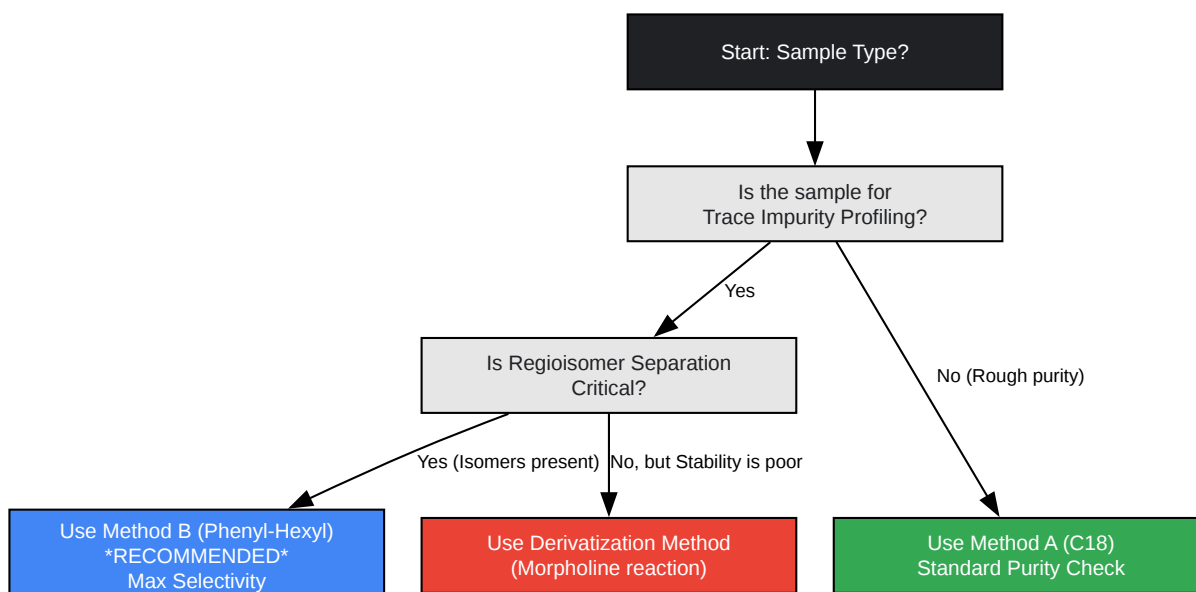 Start: Sample Type?
Is the sample for
Trace Impurity Profiling?
Yes
Is Regioisomer Separation
Critical?
No (Rough purity)
Yes (Isomers present)
No, but Stability is poor
Use Method B (Phenyl-Hexyl)
*RECOMMENDED*
Max Selectivity
Use Derivatization Method
(Morpholine reaction)
Use Method A (C18)
Standard Purity Check